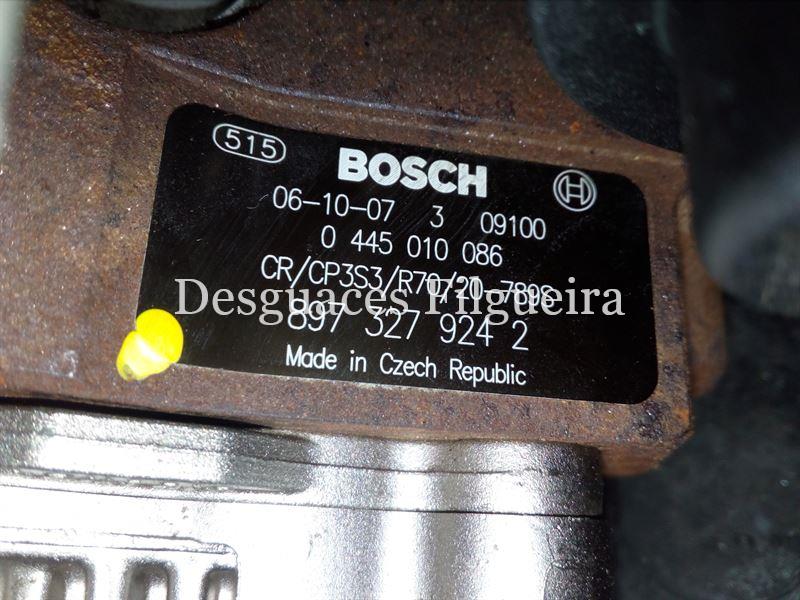 515
BOSCH
H
06-10-07 3 09100
0 445 010 086
CR/CP3S3/R70/20-789S
Desguaces Filgueira
897 327 924 2
Made in Czech Republic